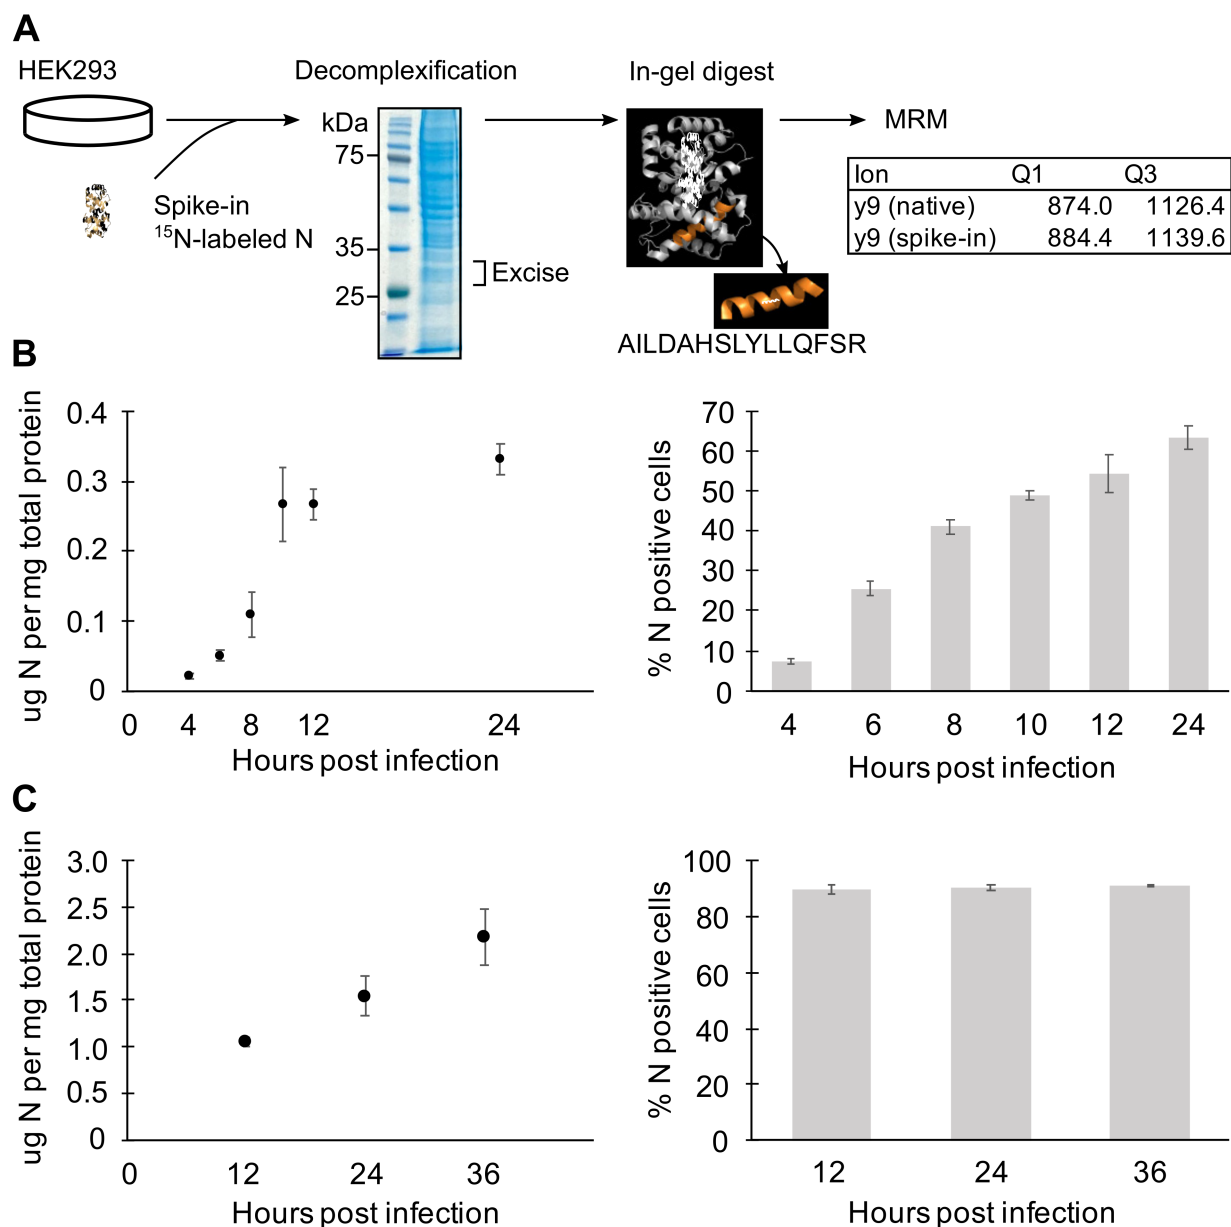 A
HEK293
Decomplexification
In-gel digest
kDa
75
35
25
Spike-in
15N-labeled N
Excise
MRM
Ion Q1 Q3
y9 (native) 874.0 1126.4
y9 (spike-in) 884.4 1139.6
AILDAHSLYLLQFSR
B
ug N per mg total protein
0.4
0.3
0.2
0.1
0
0 4 8 12 24
Hours post infection
% N positive cells
70
60
50
40
30
20
10
0
4 6 8 10 12 24
Hours post infection
C
ug N per mg total protein
3.0
2.5
2.0
1.5
1.0
0.5
0
0 12 24 36
Hours post infection
% N positive cells
100
80
60
40
20
0
12 24 36
Hours post infection